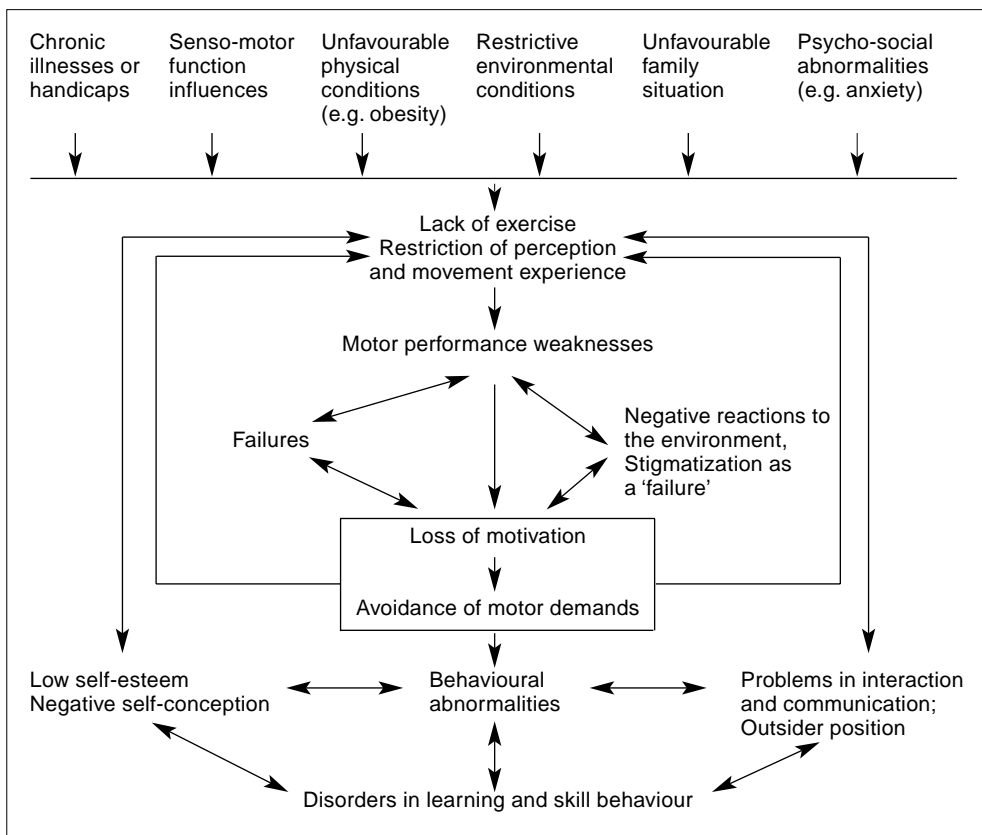 Chronic
illnesses or
handicaps
Senso-motor
function
influences
Unfavourable
physical
conditions
(e.g. obesity)
Restrictive
environmental
conditions
Unfavourable
family
situation
Psycho-social
abnormalities
(e.g. anxiety)
Lack of exercise
Restriction of perception
and movement experience
Motor performance weaknesses
Failures
Negative reactions to
the environment,
Stigmatization as
a ‘failure’
Loss of motivation
Avoidance of motor demands
Low self-esteem
Negative self-conception
Behavioural
abnormalities
Problems in interaction
and communication;
Outsider position
Disorders in learning and skill behaviour